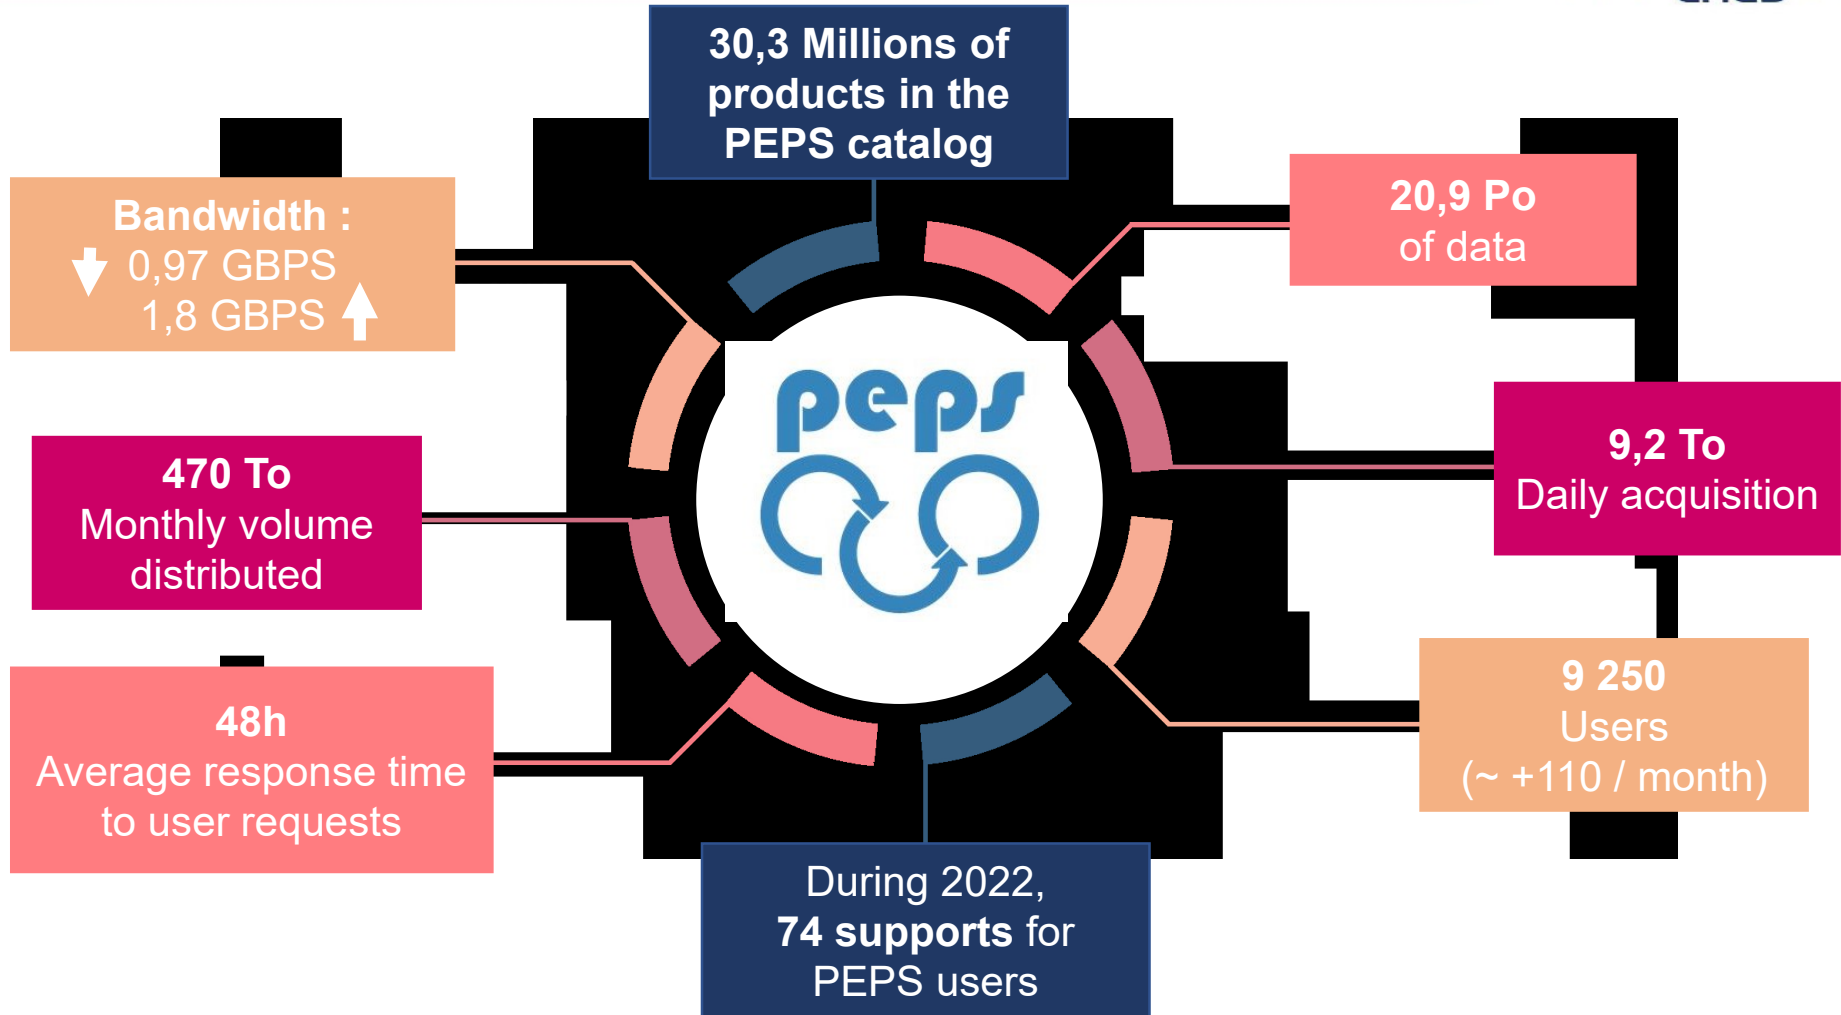 30,3 Millions of
products in the
PEPS catalog
Bandwidth :
0,97 GBPS
1,8 GBPS
20,9 Po
of data
470 To
Monthly volume
distributed
peps
9,2 To
Daily acquisition
48h
Average response time
to user requests
9 250
Users
(~ +110 / month)
During 2022,
74 supports for
PEPS users